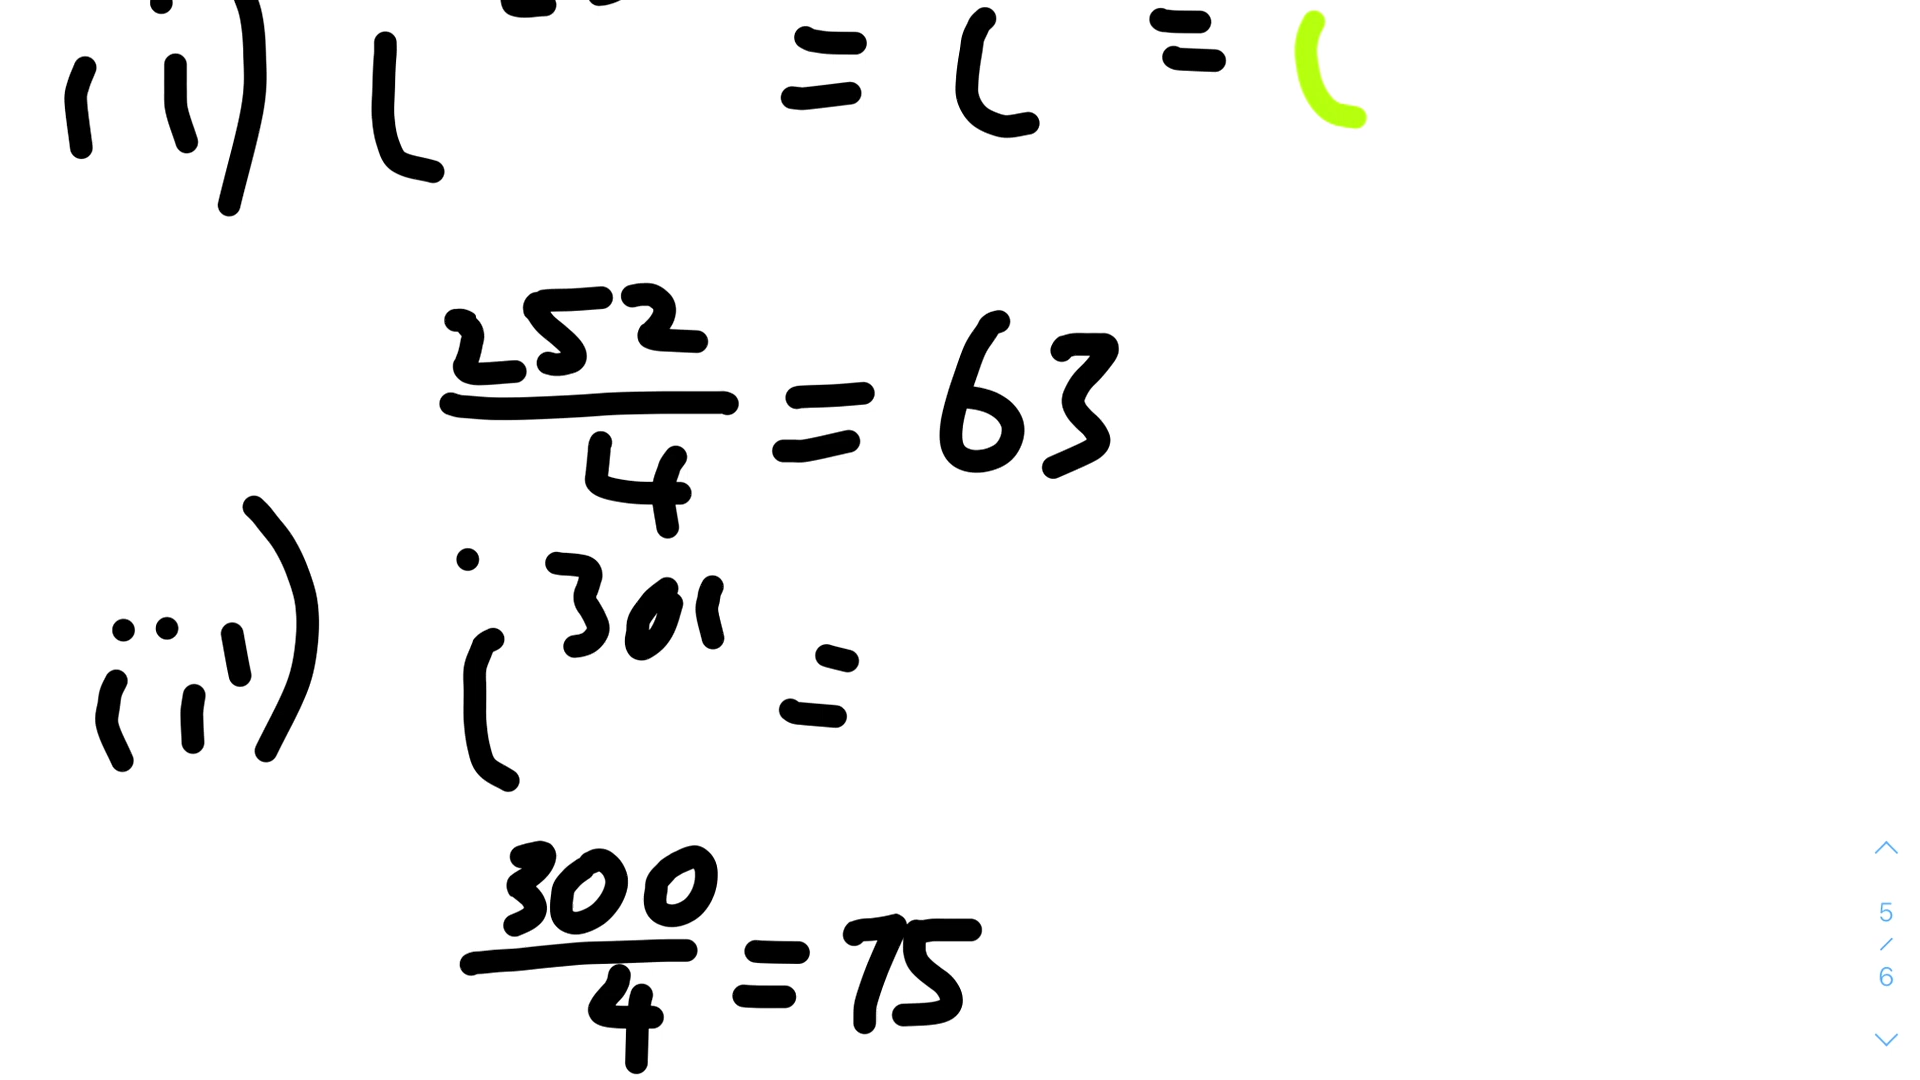 ii) i = i = i
252/4 = 63
iii) i^301 =
300/4 = 75
5/6